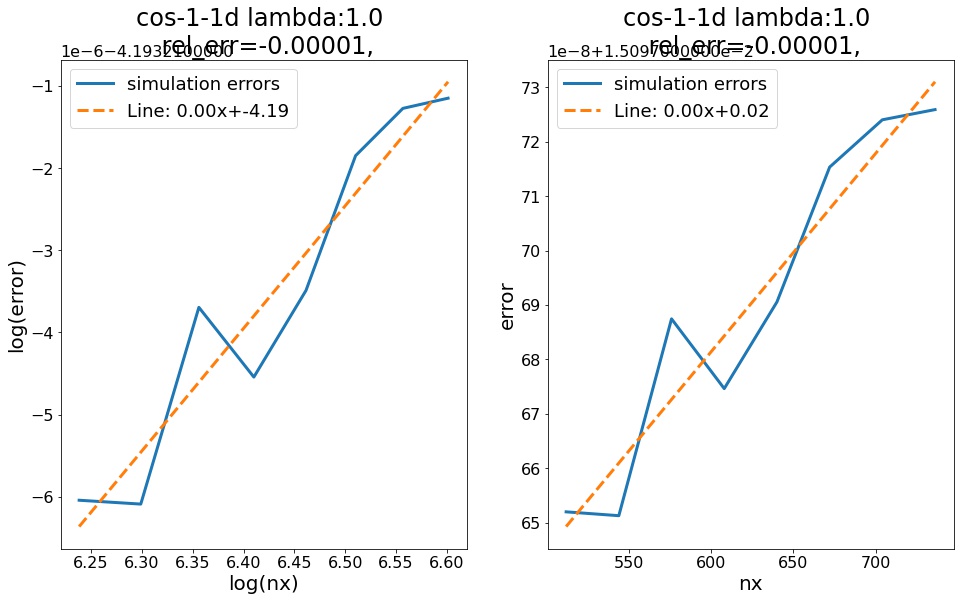 cos-1-1d lambda:1.0
rel_err=-0.00001,
1e−6−4.1932100000
simulation errors
Line: 0.00x+-4.19
log(error)
−1
−2
−3
−4
−5
−6
6.25 6.30 6.35 6.40 6.45 6.50 6.55 6.60
log(nx)
cos-1-1d lambda:1.0
rel_err=-0.00001,
1e−8+1.5097000000e−2
simulation errors
Line: 0.00x+0.02
error
73
72
71
70
69
68
67
66
65
550 600 650 700
nx